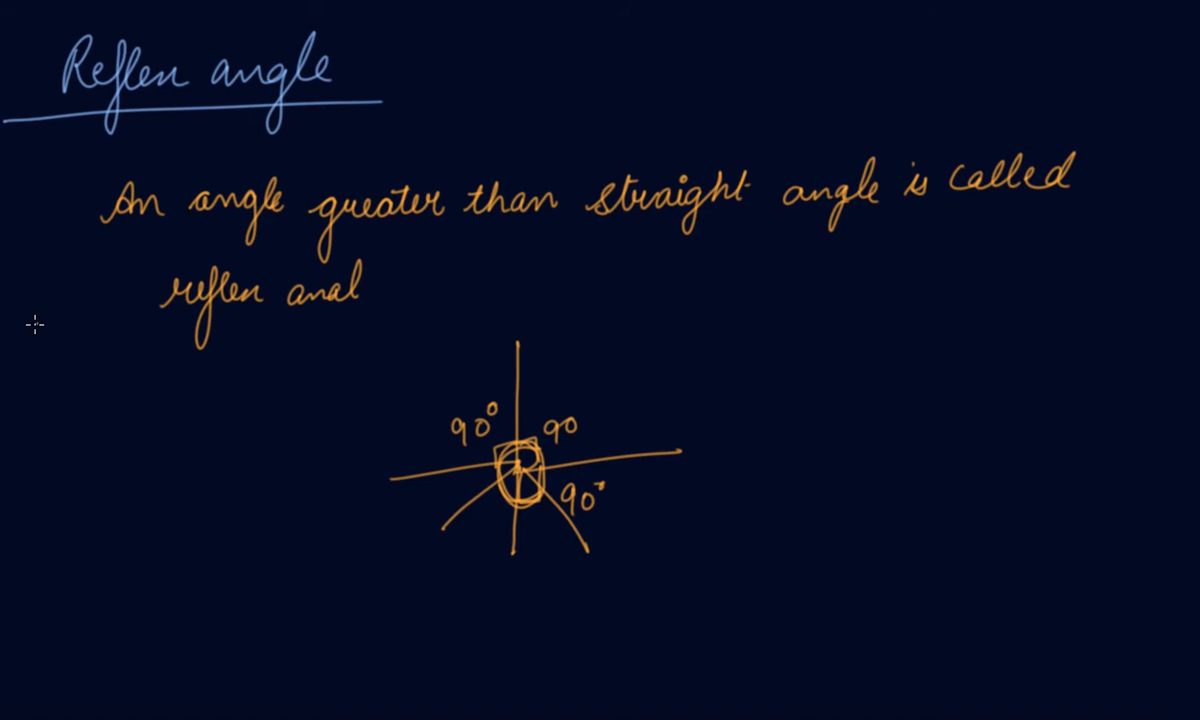 Reflex angle
An angle greater than straight angle is called
reflex anal
90° 90
90°